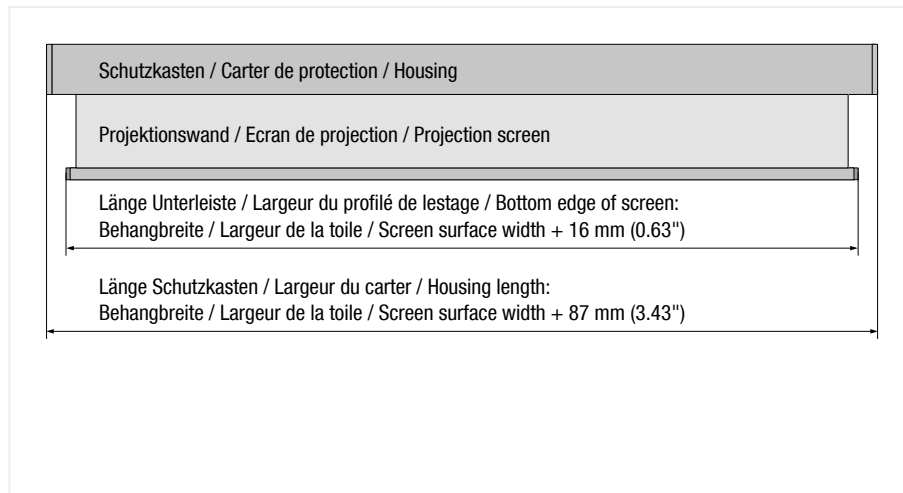 Schutzkasten / Carter de protection / Housing
Projektionswand / Ecran de projection / Projection screen
Länge Unterleiste / Largeur du profilé de lestage / Bottom edge of screen:
Behangbreite / Largeur de la toile / Screen surface width + 16 mm (0.63")
Länge Schutzkasten / Largeur du carter / Housing length:
Behangbreite / Largeur de la toile / Screen surface width + 87 mm (3.43")